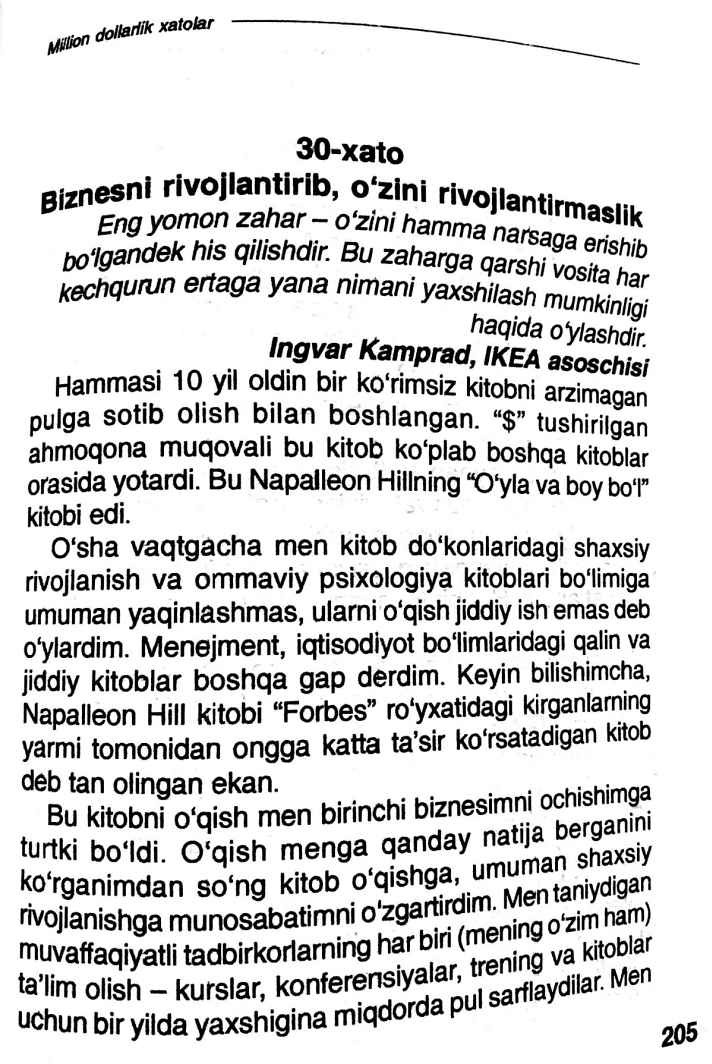 Million dollarlik xatolar
30-xato
Biznesni rivojlantirib, o‘zini rivojlantirmaslik
Eng yomon zahar – o‘zini hamma narsaga erishib
bo‘lgandek his qilishdir. Bu zaharga qarshi vosita har
kechqurun ertaga yana nimani yaxshilash mumkinligi
haqida o‘ylashdir.
Ingvar Kamprad, IKEA asoschisi
Hammasi 10 yil oldin bir ko‘rimsiz kitobni arzimagan
pulga sotib olish bilan boshlangan. “$” tushirilgan
ahmoqona muqovali bu kitob ko‘plab boshqa kitoblar
orasida yotardi. Bu Napalleon Hillning “O‘yla va boy bo‘l”
kitobi edi.
O‘sha vaqtgacha men kitob do‘konlaridagi shaxsiy
rivojlanish va ommaviy psixologiya kitoblari bo‘limiga
umuman yaqinlashmas, ularni o‘qish jiddiy ish emas deb
o‘ylardim. Menejment, iqtisodiyot bo‘limlaridagi qalin va
jiddiy kitoblar boshqa gap derdim. Keyin bilishimcha,
Napalleon Hill kitobi “Forbes” ro‘yxatidagi kirganlarning
yarmi tomonidan ongga katta ta’sir ko‘rsatadigan kitob
deb tan olingan ekan.
Bu kitobni o‘qish men birinchi biznesimni ochishimga
turtki bo‘ldi. O‘qish menga qanday natija berganini
ko‘rganimdan so‘ng kitob o‘qishga, umuman shaxsiy
rivojlanishga munosabatimni o‘zgartirdim. Men taniydigan
muvaffaqiyatli tadbirkorlarning har biri (mening o‘zim ham)
ta’lim olish – kurslar, konferensiyalar, trening va kitoblar
uchun bir yilda yaxshigina miqdorda pul sarflaydilar. Men
205